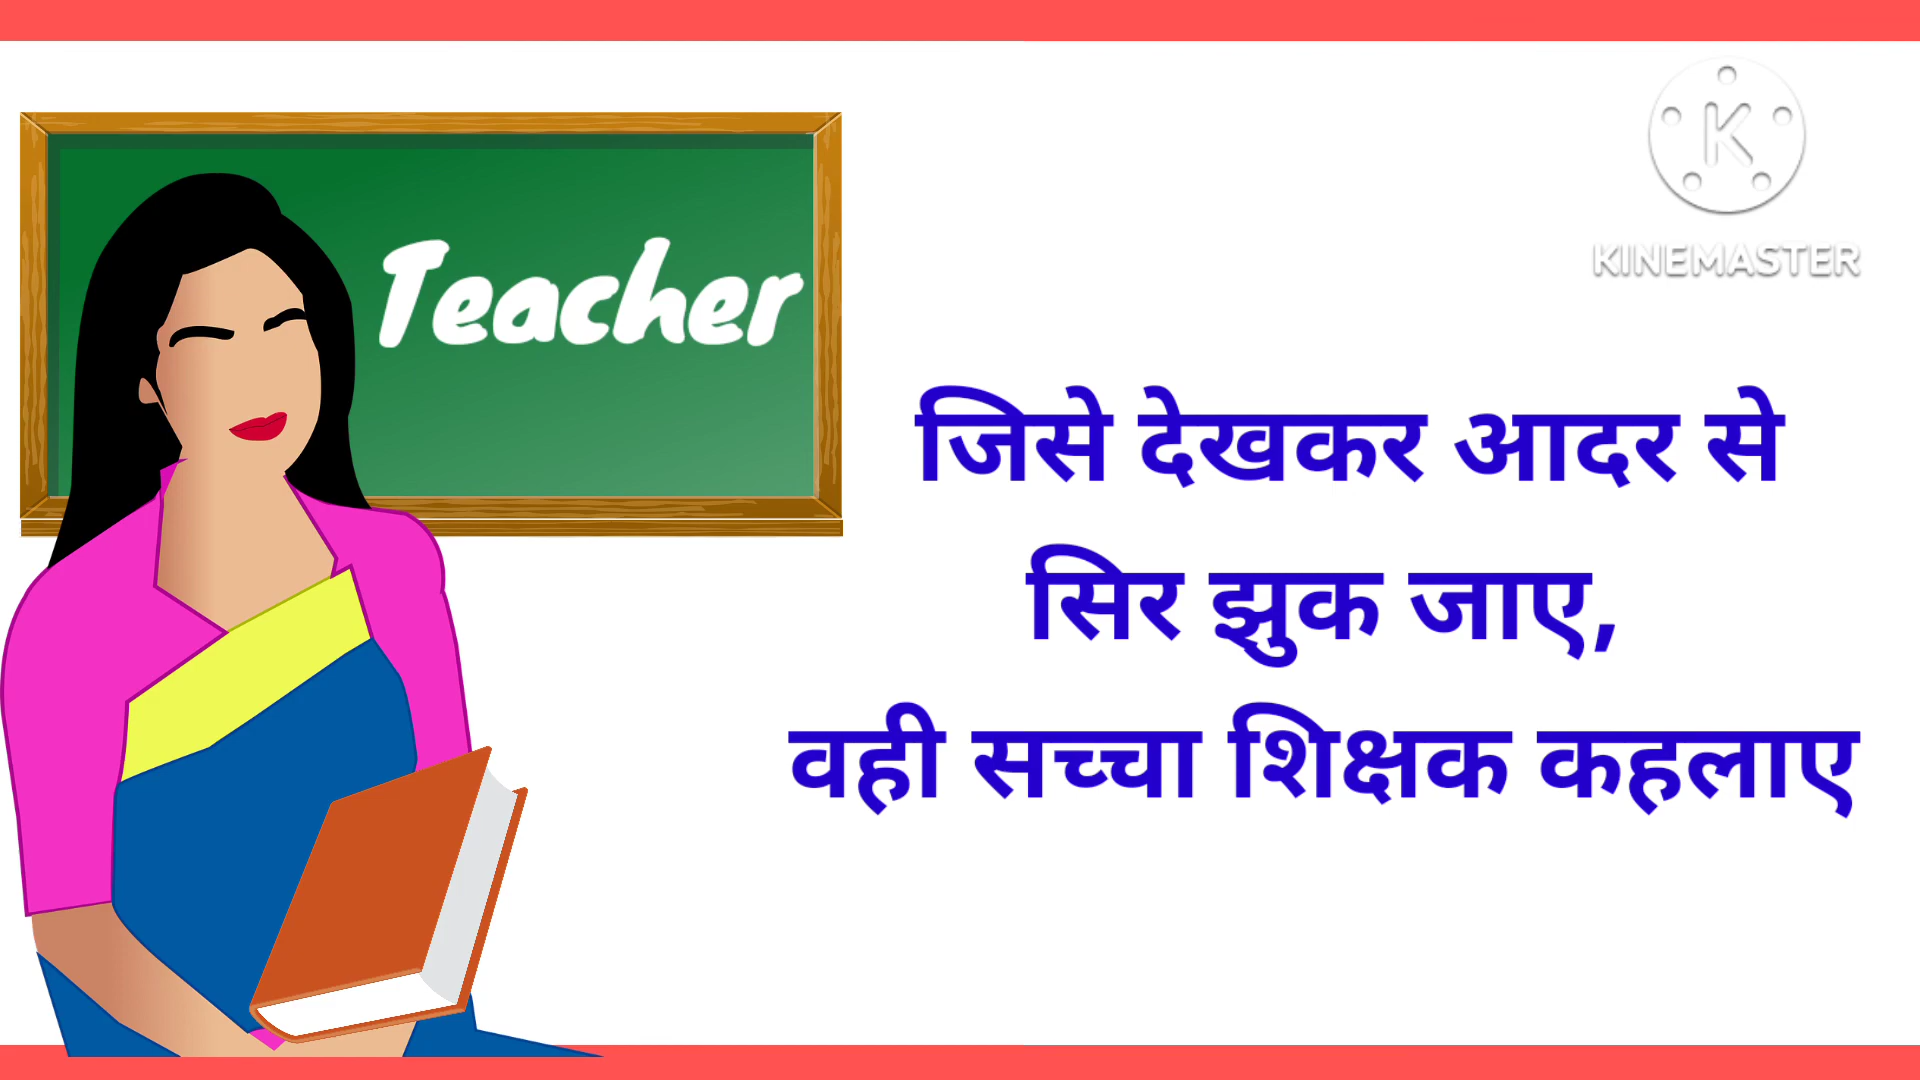 Teacher
KINEMASTER
जिसे देखकर आदर से
सिर झुक जाए,
वही सच्चा शिक्षक कहलाए